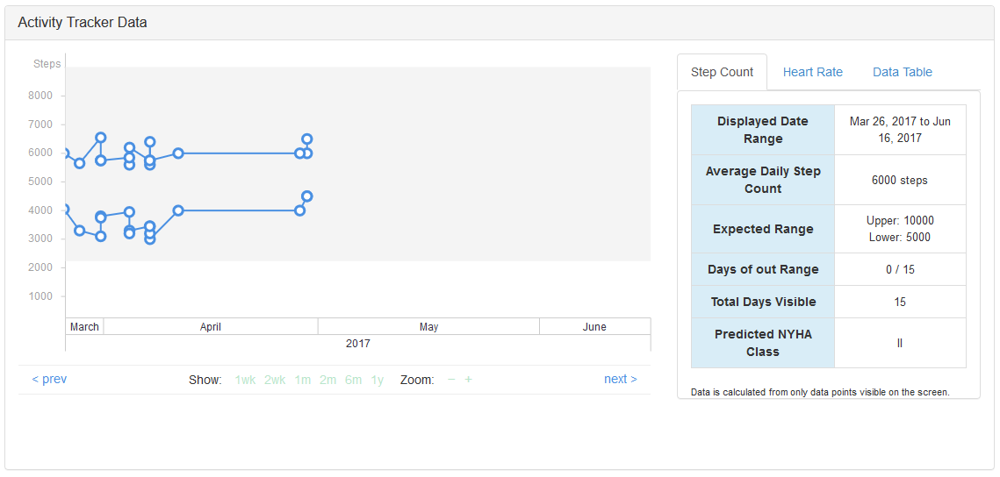 Activity Tracker Data
Steps
8000
7000
6000
5000
4000
3000
2000
1000
March April May June
2017
< prev Show: 1wk 2wk 1m 2m 6m 1y Zoom: − + next >
Step Count Heart Rate Data Table
Displayed Date
Range
Mar 26, 2017 to Jun
16, 2017
Average Daily Step
Count
6000 steps
Expected Range
Upper: 10000
Lower: 5000
Days of out Range
0 / 15
Total Days Visible
15
Predicted NYHA
Class
II
Data is calculated from only data points visible on the screen.